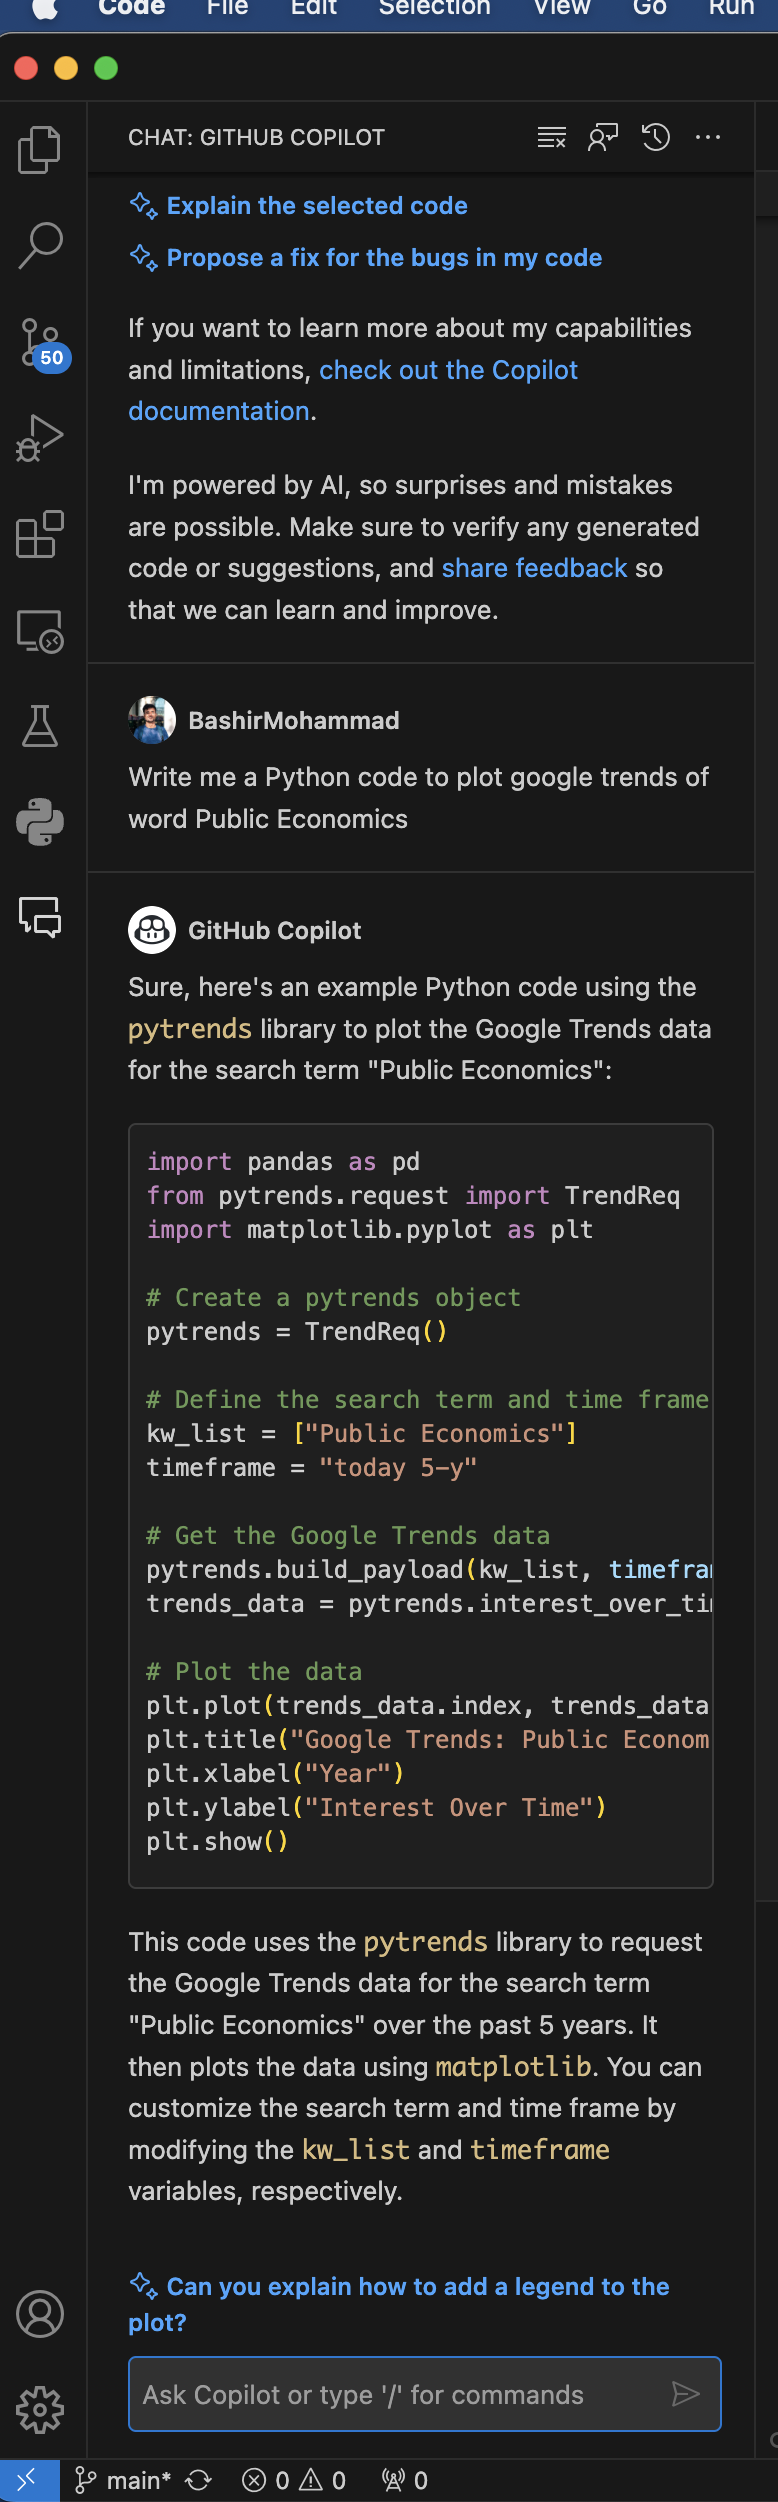 Code File Edit Selection View Go Run
CHAT: GITHUB COPILOT
Explain the selected code
Propose a fix for the bugs in my code
If you want to learn more about my capabilities
and limitations, check out the Copilot
documentation.
I'm powered by AI, so surprises and mistakes
are possible. Make sure to verify any generated
code or suggestions, and share feedback so
that we can learn and improve.
50
BashirMohammad
Write me a Python code to plot google trends of
word Public Economics
GitHub Copilot
Sure, here's an example Python code using the
pytrends library to plot the Google Trends data
for the search term "Public Economics":
import pandas as pd
from pytrends.request import TrendReq
import matplotlib.pyplot as plt
# Create a pytrends object
pytrends = TrendReq()
# Define the search term and time frame
kw_list = ["Public Economics"]
timeframe = "today 5-y"
# Get the Google Trends data
pytrends.build_payload(kw_list, timefra
trends_data = pytrends.interest_over_ti
# Plot the data
plt.plot(trends_data.index, trends_data
plt.title("Google Trends: Public Econom
plt.xlabel("Year")
plt.ylabel("Interest Over Time")
plt.show()
This code uses the pytrends library to request
the Google Trends data for the search term
"Public Economics" over the past 5 years. It
then plots the data using matplotlib. You can
customize the search term and time frame by
modifying the kw_list and timeframe
variables, respectively.
Can you explain how to add a legend to the
plot?
Ask Copilot or type '/' for commands
main* 0 0 0